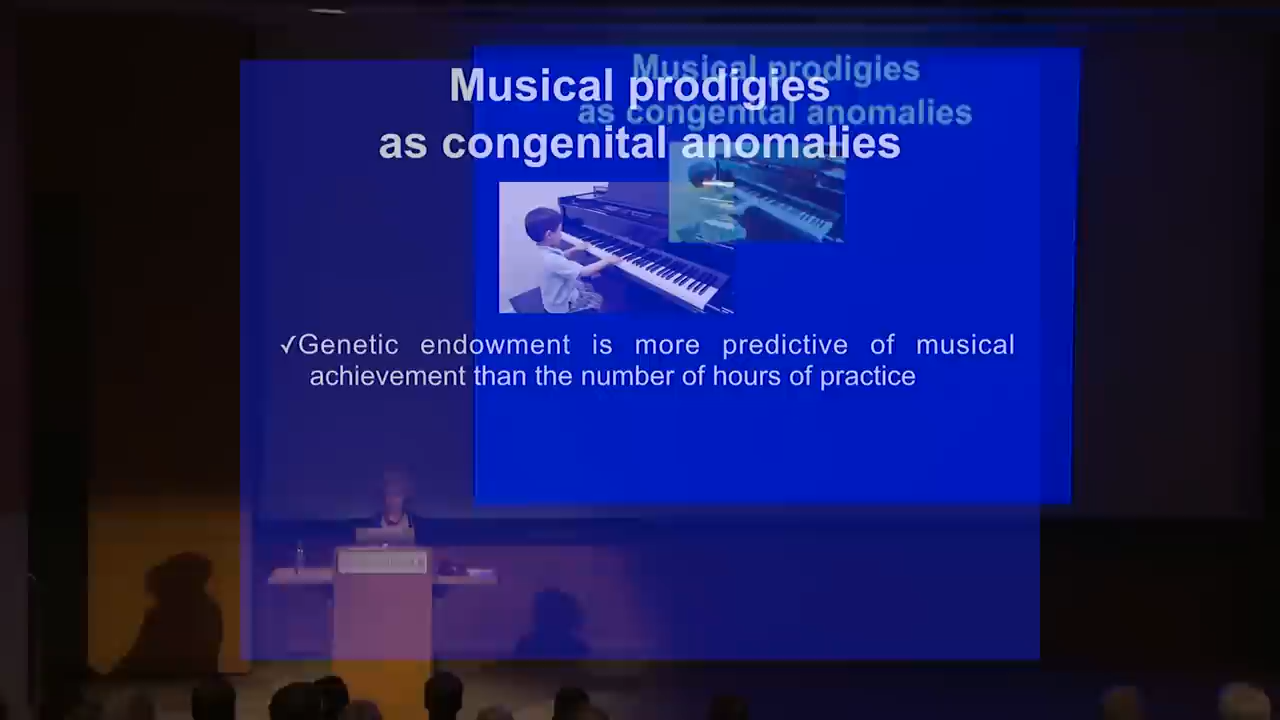 Musical prodigies
as congenital anomalies
Musical prodigies
as congenital anomalies
✓Genetic endowment is more predictive of musical
achievement than the number of hours of practice